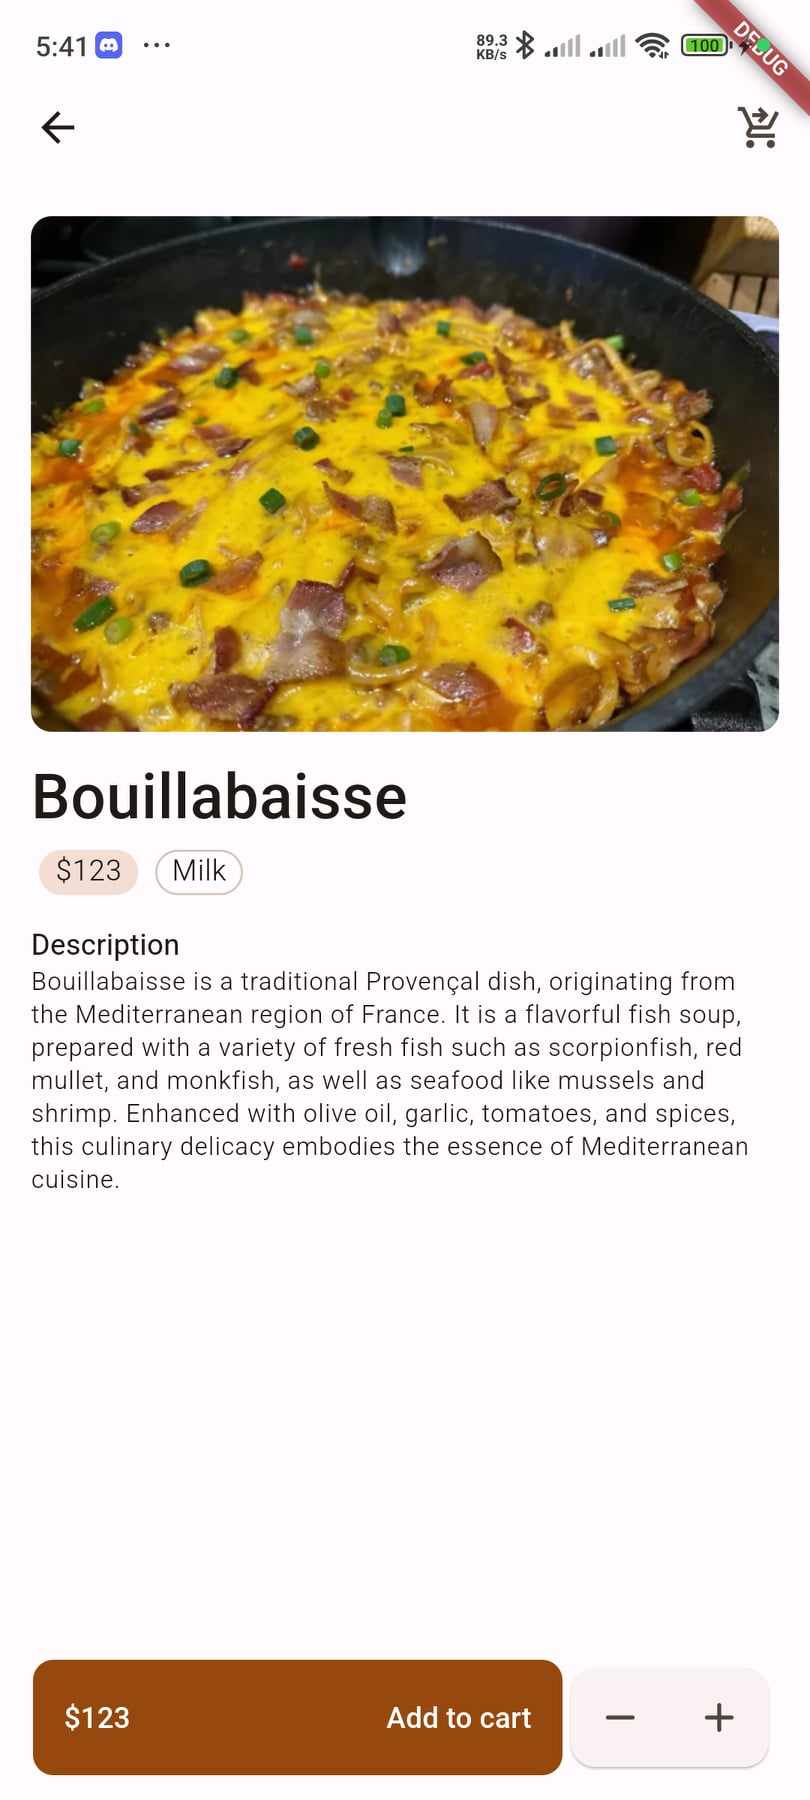 5:41 ... 89.3 KB/s 100
DEBUG
Bouillabaisse
$123 Milk
Description
Bouillabaisse is a traditional Provençal dish, originating from
the Mediterranean region of France. It is a flavorful fish soup,
prepared with a variety of fresh fish such as scorpionfish, red
mullet, and monkfish, as well as seafood like mussels and
shrimp. Enhanced with olive oil, garlic, tomatoes, and spices,
this culinary delicacy embodies the essence of Mediterranean
cuisine.
$123 Add to cart